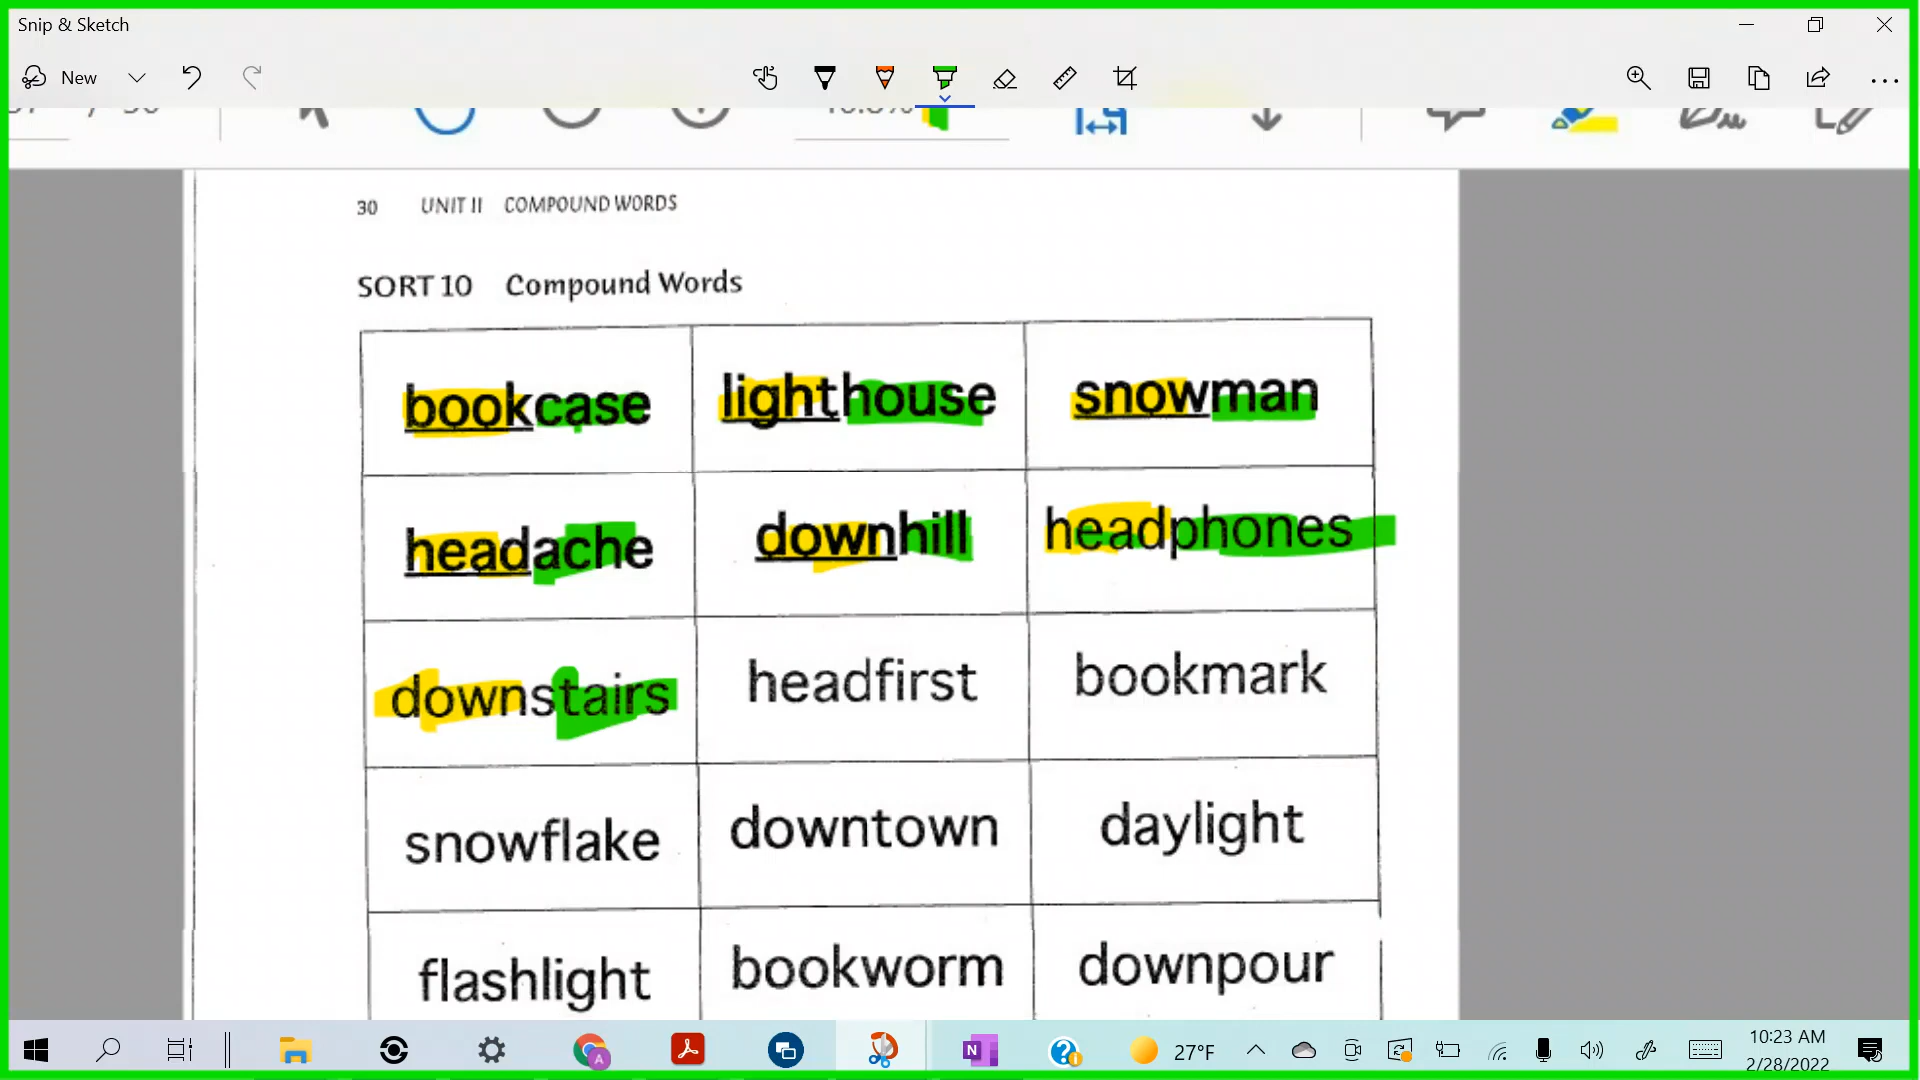 Snip & Sketch
New
30 UNIT II COMPOUND WORDS
SORT 10 Compound Words
bookcase lighthouse snowman
headache downhill headphones
downstairs headfirst bookmark
snowflake downtown daylight
flashlight bookworm downpour
27°F
10:23 AM
2/28/2022